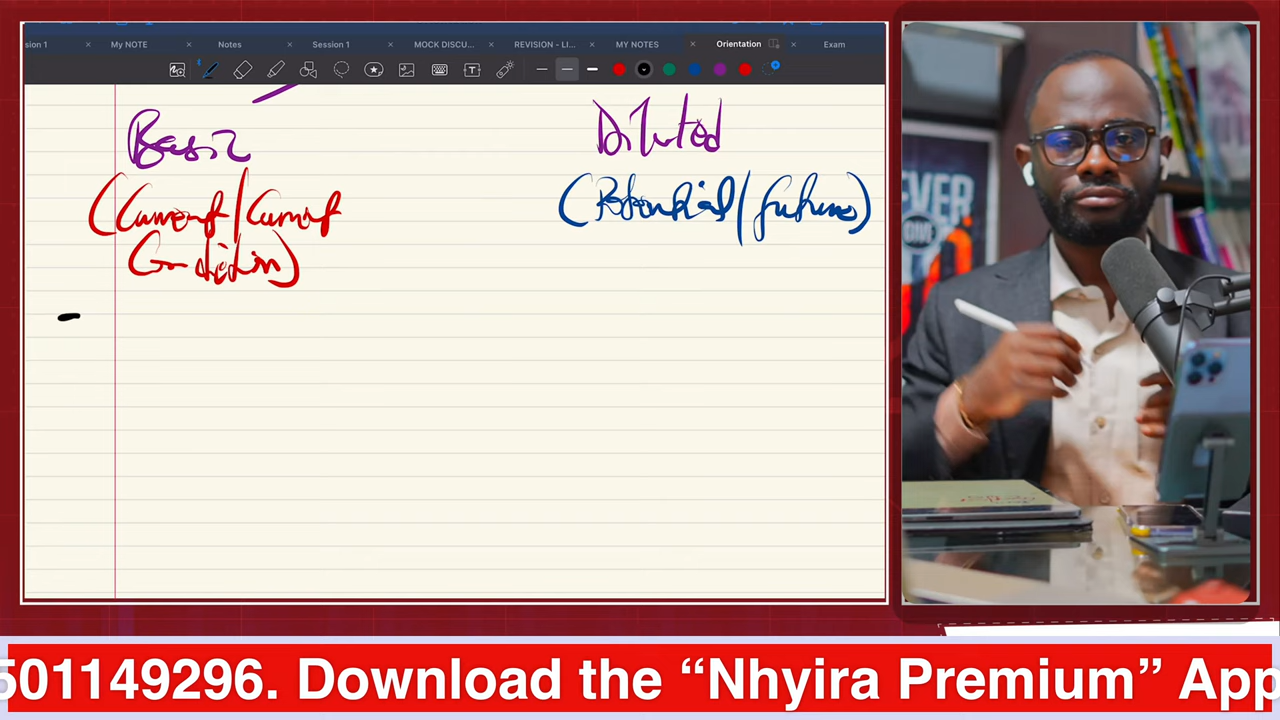 sion 1 My NOTE Notes Session 1 MOCK DISCU... REVISION - LI... MY NOTES Orientation Exam
Basic Diluted
(Current/Current (Potential/future)
Condition)
EVER
501149296. Download the “Nhyira Premium” App